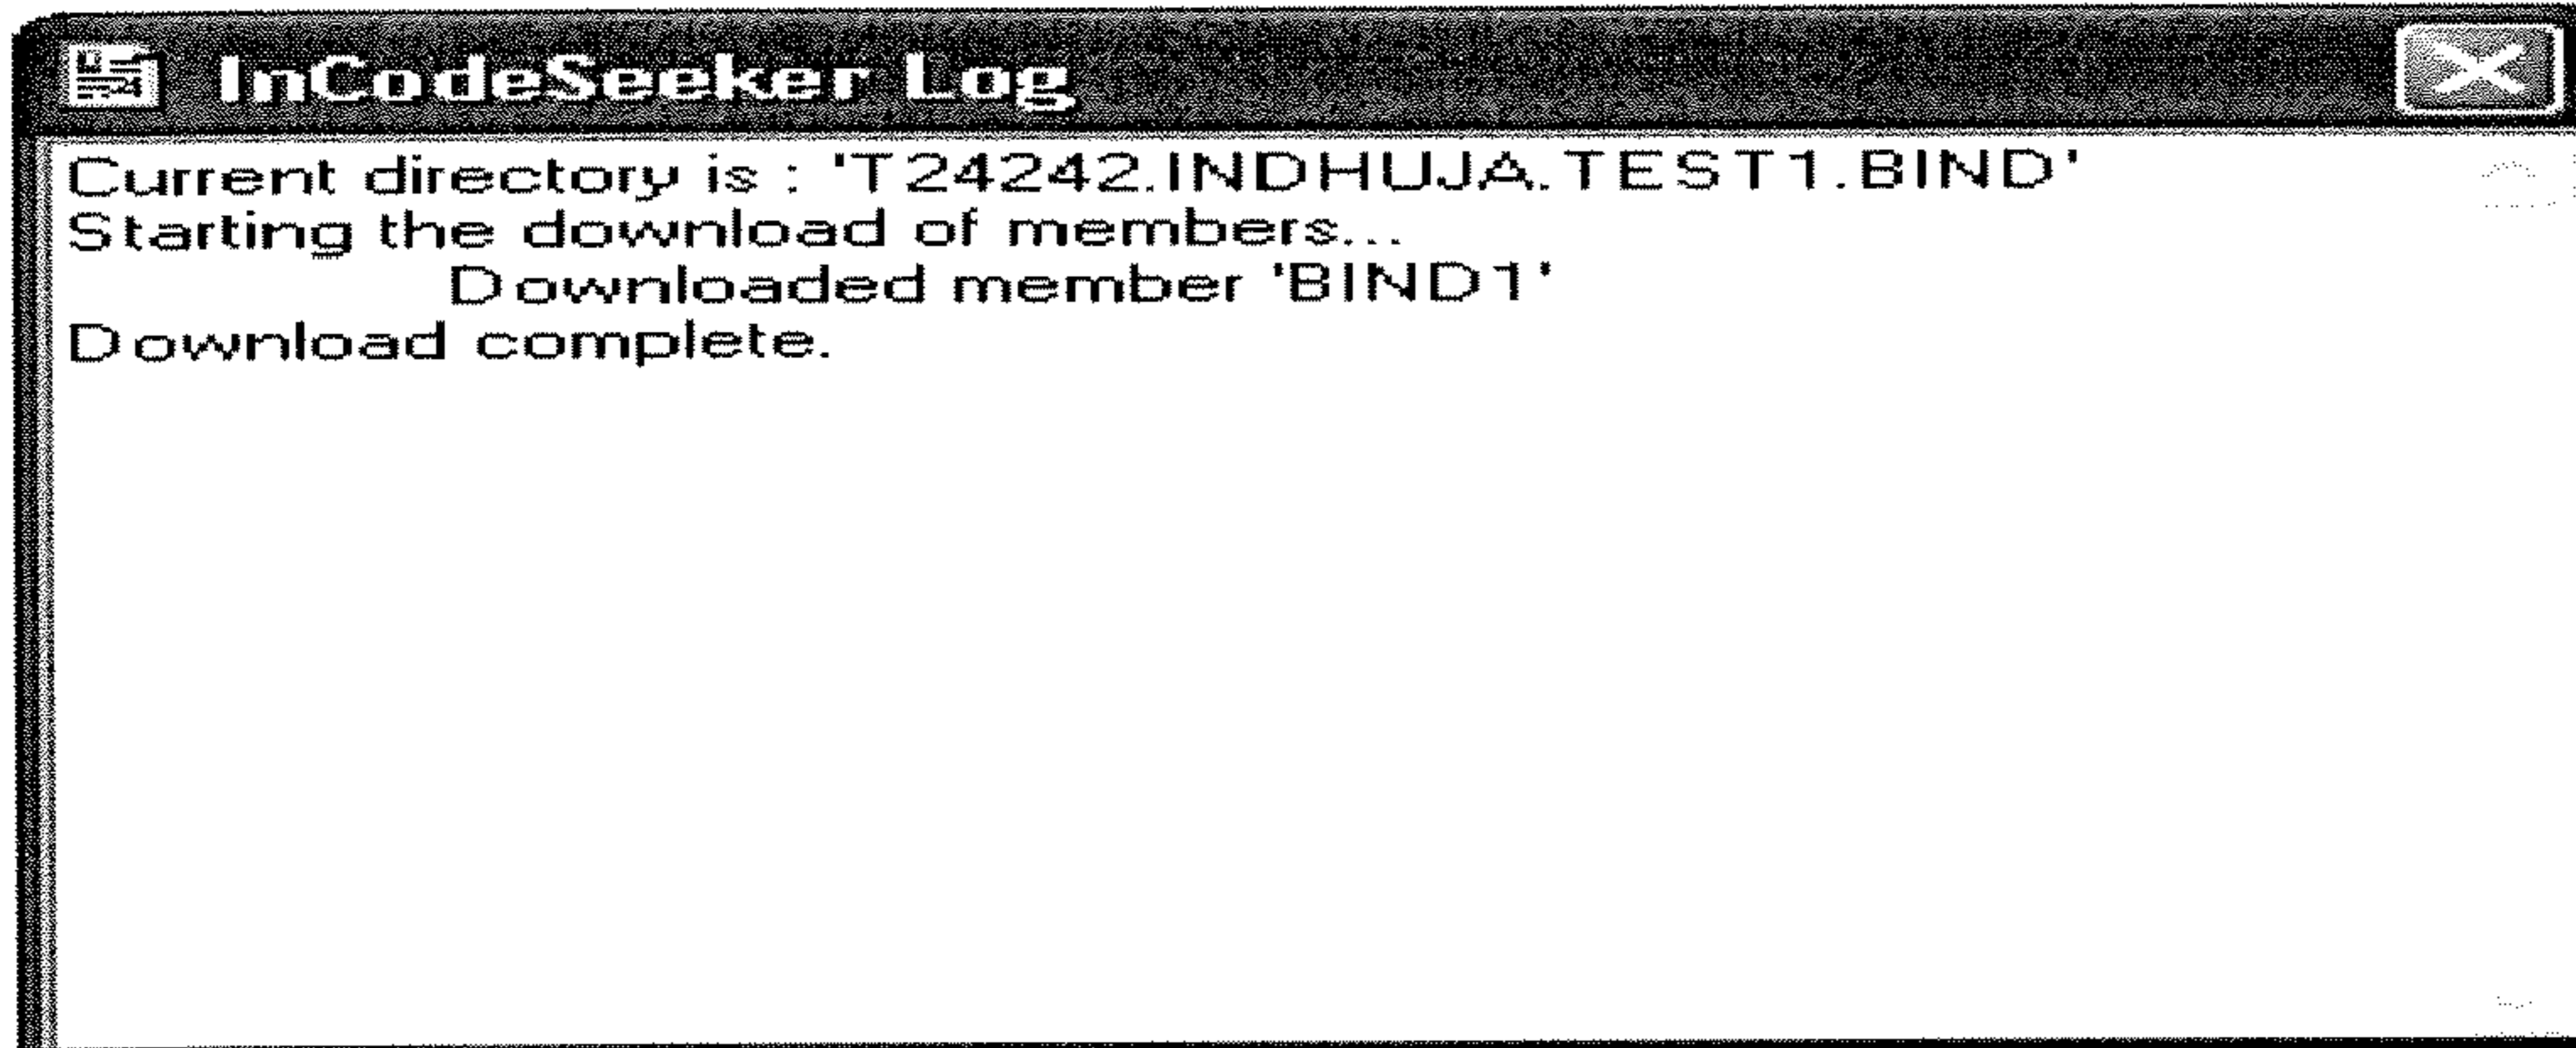 InCodeSeeker Log
Current directory is : 'T24242.INDHUJA.TEST1.BIND'
Starting the download of members...
Downloaded member 'BIND1'
Download complete.